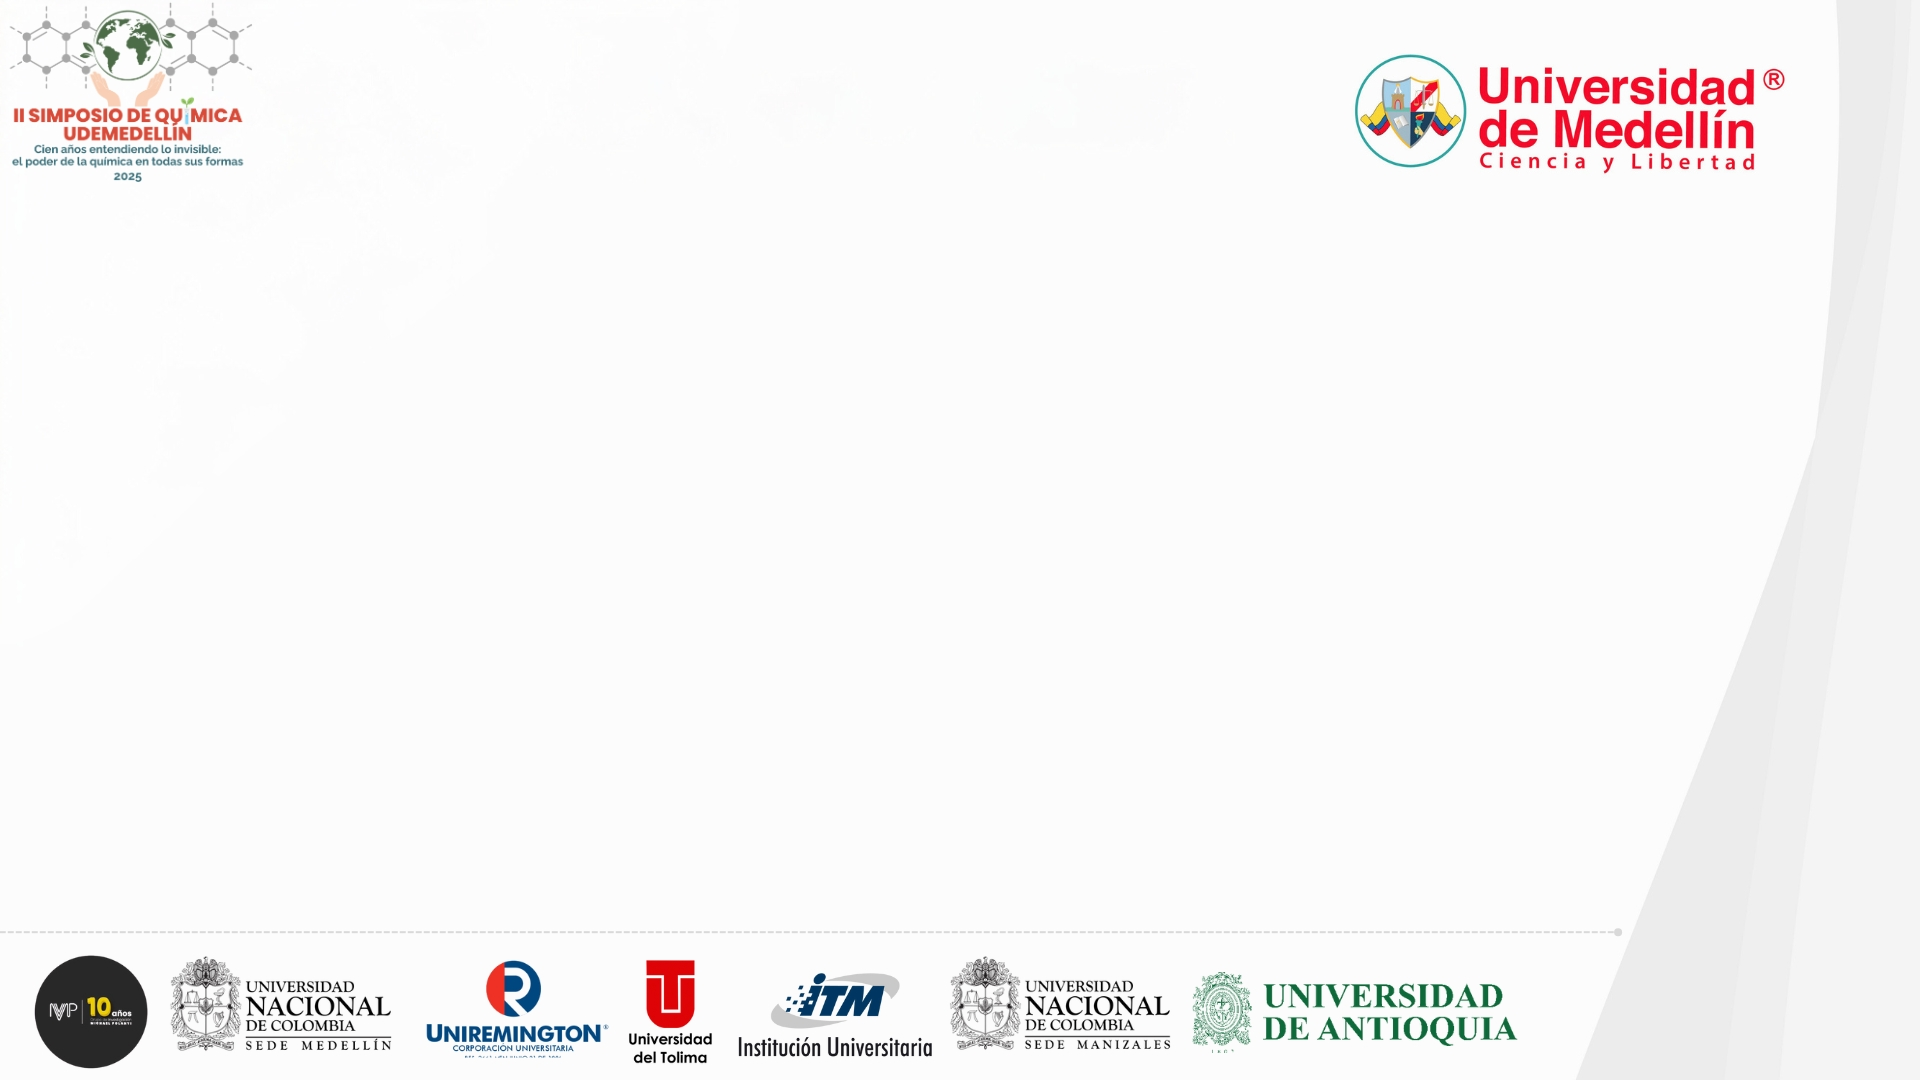 II SIMPOSIO DE QUÍMICA
UDEMEDELLÍN
Cien años entendiendo lo invisible:
el poder de la química en todas sus formas
2025
Universidad ®
de Medellín
Ciencia y Libertad
10 años
UNIVERSIDAD
NACIONAL
DE COLOMBIA
SEDE MEDELLÍN
UNIREMINGTON®
CORPORACIÓN UNIVERSITARIA
Universidad
del Tolima
iTM
Institución Universitaria
UNIVERSIDAD
NACIONAL
DE COLOMBIA
SEDE MANIZALES
UNIVERSIDAD
DE ANTIOQUIA